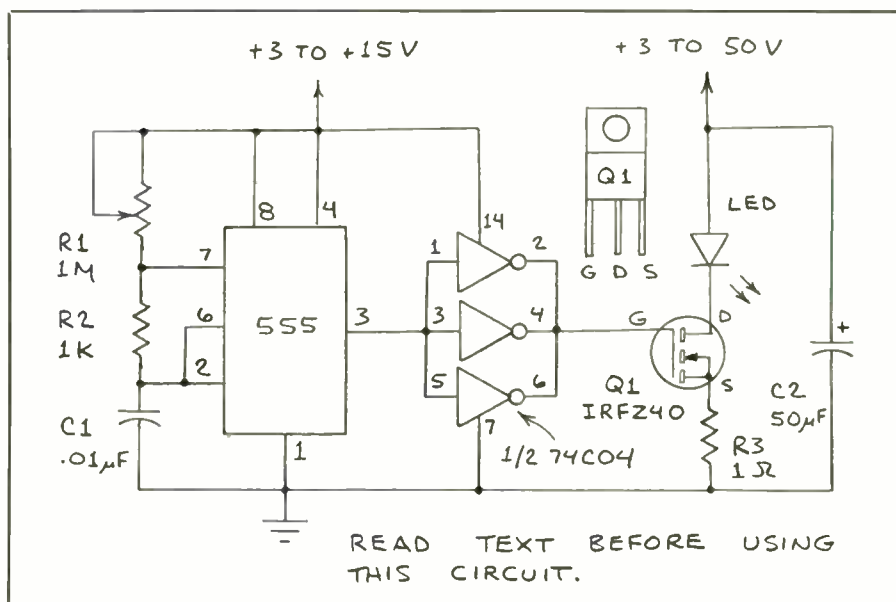 +3 TO +15V
+3 TO 50V
Q1
G D S
LED
8
4
14
R1
1M
7
1
2
R2
1K
6
555
3
3
4
G
D
2
5
6
Q1
IRFZ40
S
C1
.01μF
1
7
1/2 74C04
R3
1Ω
+
C2
50μF
READ TEXT BEFORE USING
THIS CIRCUIT.